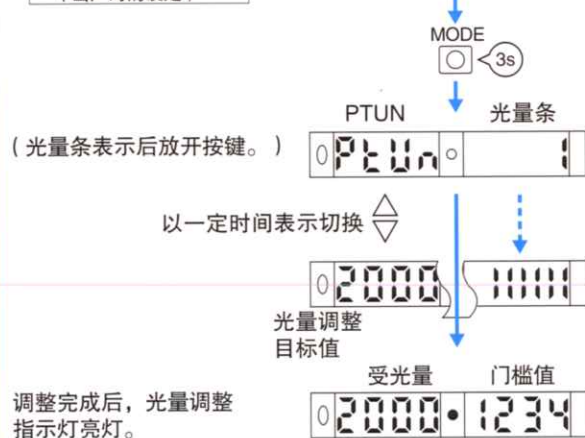 MODE
3s
PTUN 光量条
（光量条表示后放开按键。）
PtUn 1
以一定时间表示切换
2000
光量调整
目标值
受光量 门槛值
调整完成后，光量调整
指示灯亮灯。
2000 1234